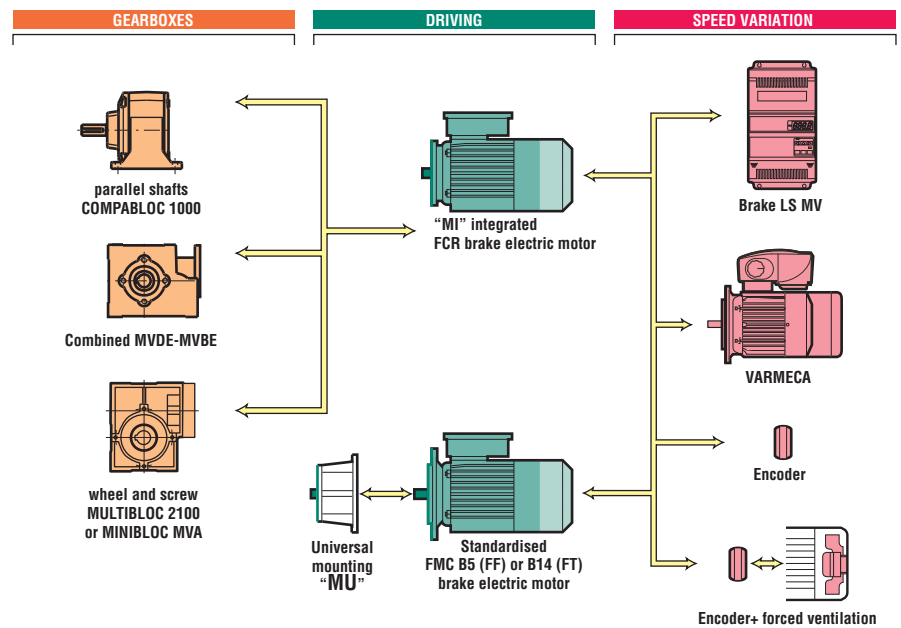 GEARBOXES
DRIVING
SPEED VARIATION
parallel shafts
COMPABLOC 1000
Combined MVDE-MVBE
wheel and screw
MULTIBLOC 2100
or MINIBLOC MVA
“MI” integrated
FCR brake electric motor
Universal
mounting
“MU”
Standardised
FMC B5 (FF) or B14 (FT)
brake electric motor
Brake LS MV
VARMECA
Encoder
Encoder+ forced ventilation